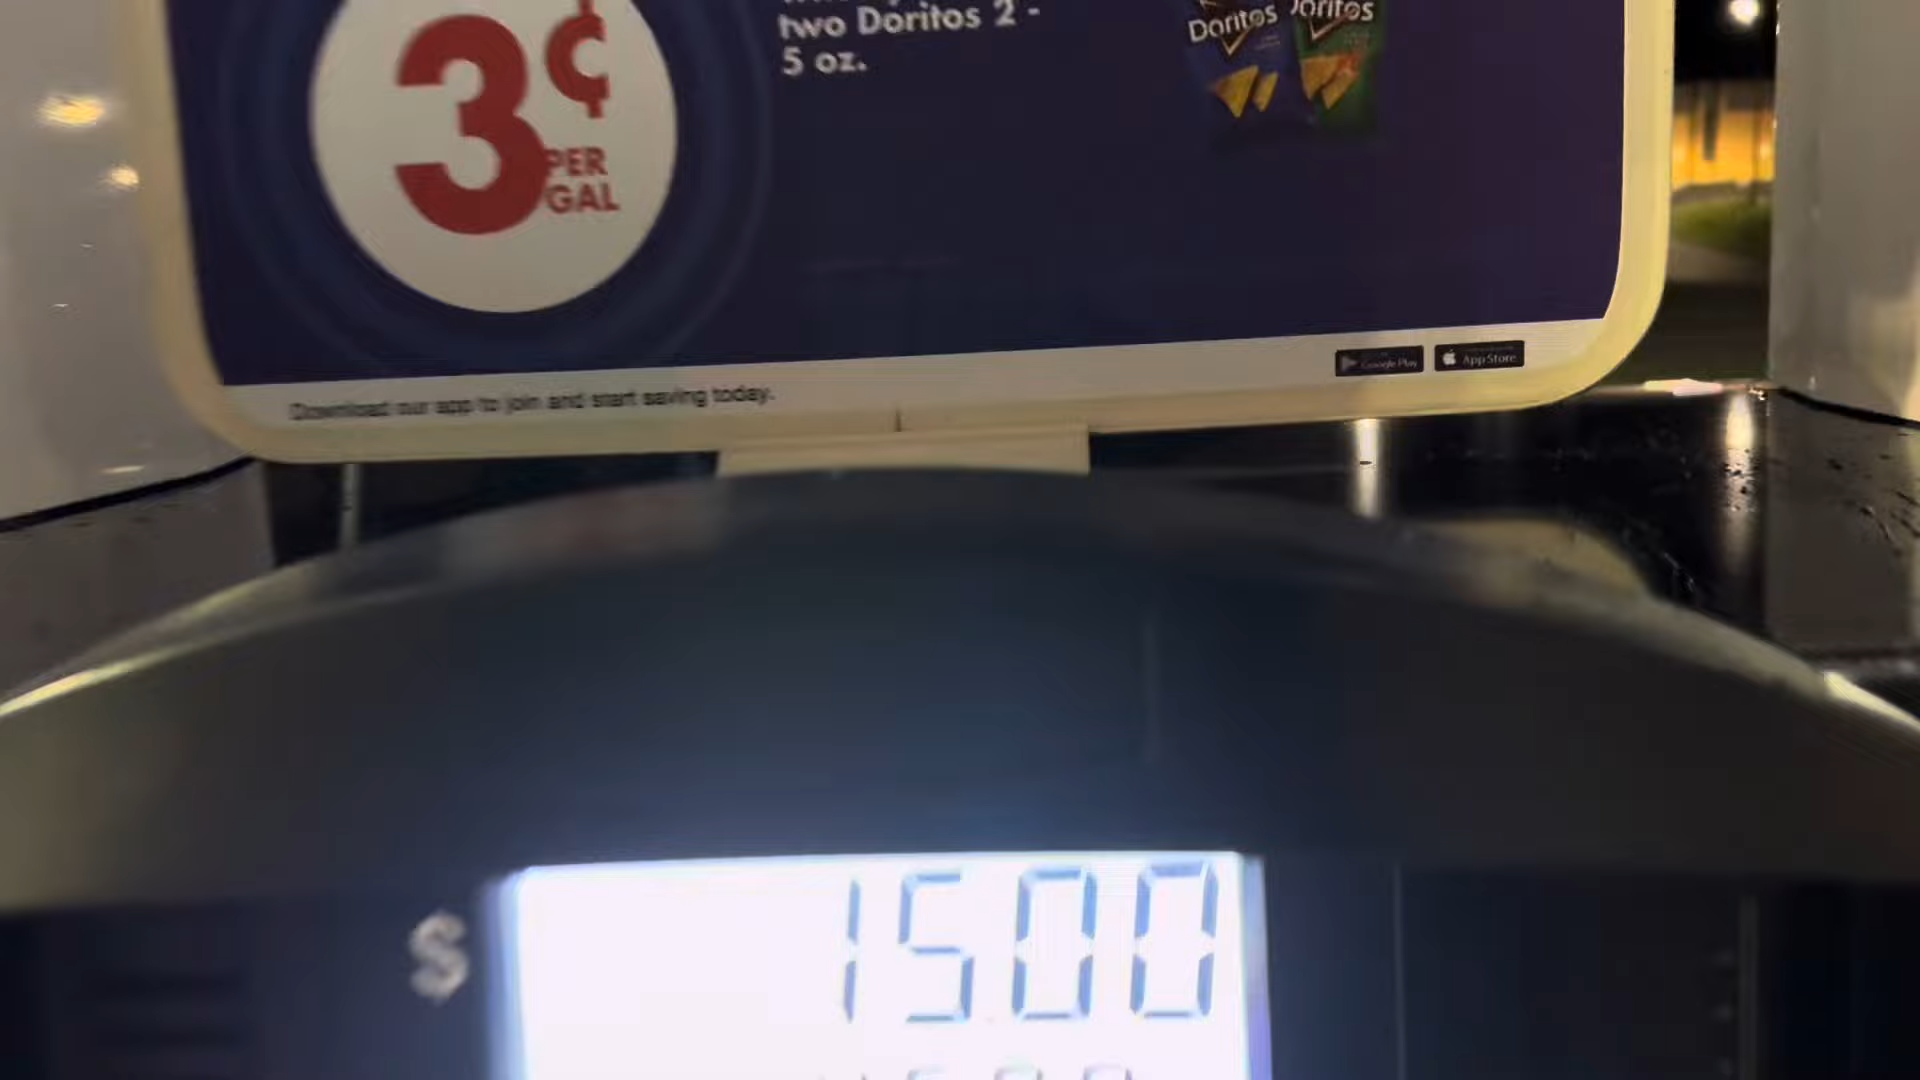 3¢
PER
GAL
two Doritos 2 -
5 oz.
Doritos
Doritos
Download our app to join and start saving today.
Google Play
App Store
$
15.00